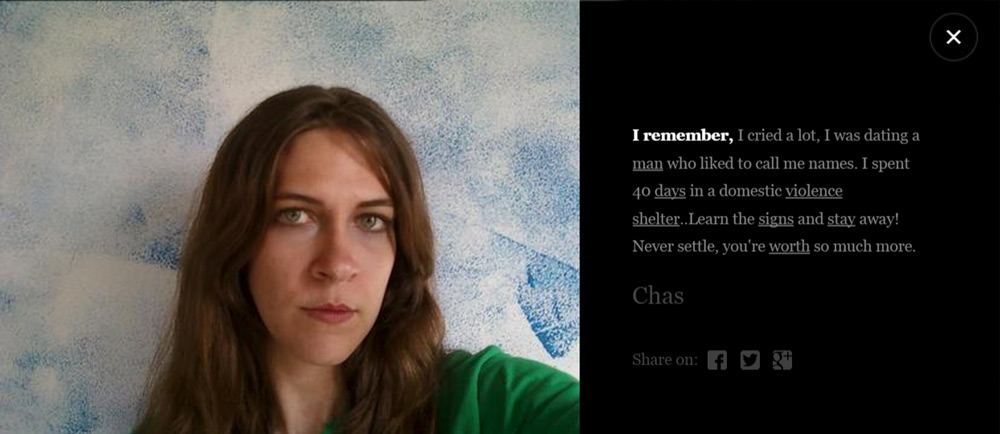 I remember, I cried a lot, I was dating a
man who liked to call me names. I spent
40 days in a domestic violence
shelter..Learn the signs and stay away!
Never settle, you're worth so much more.
Chas
Share on: